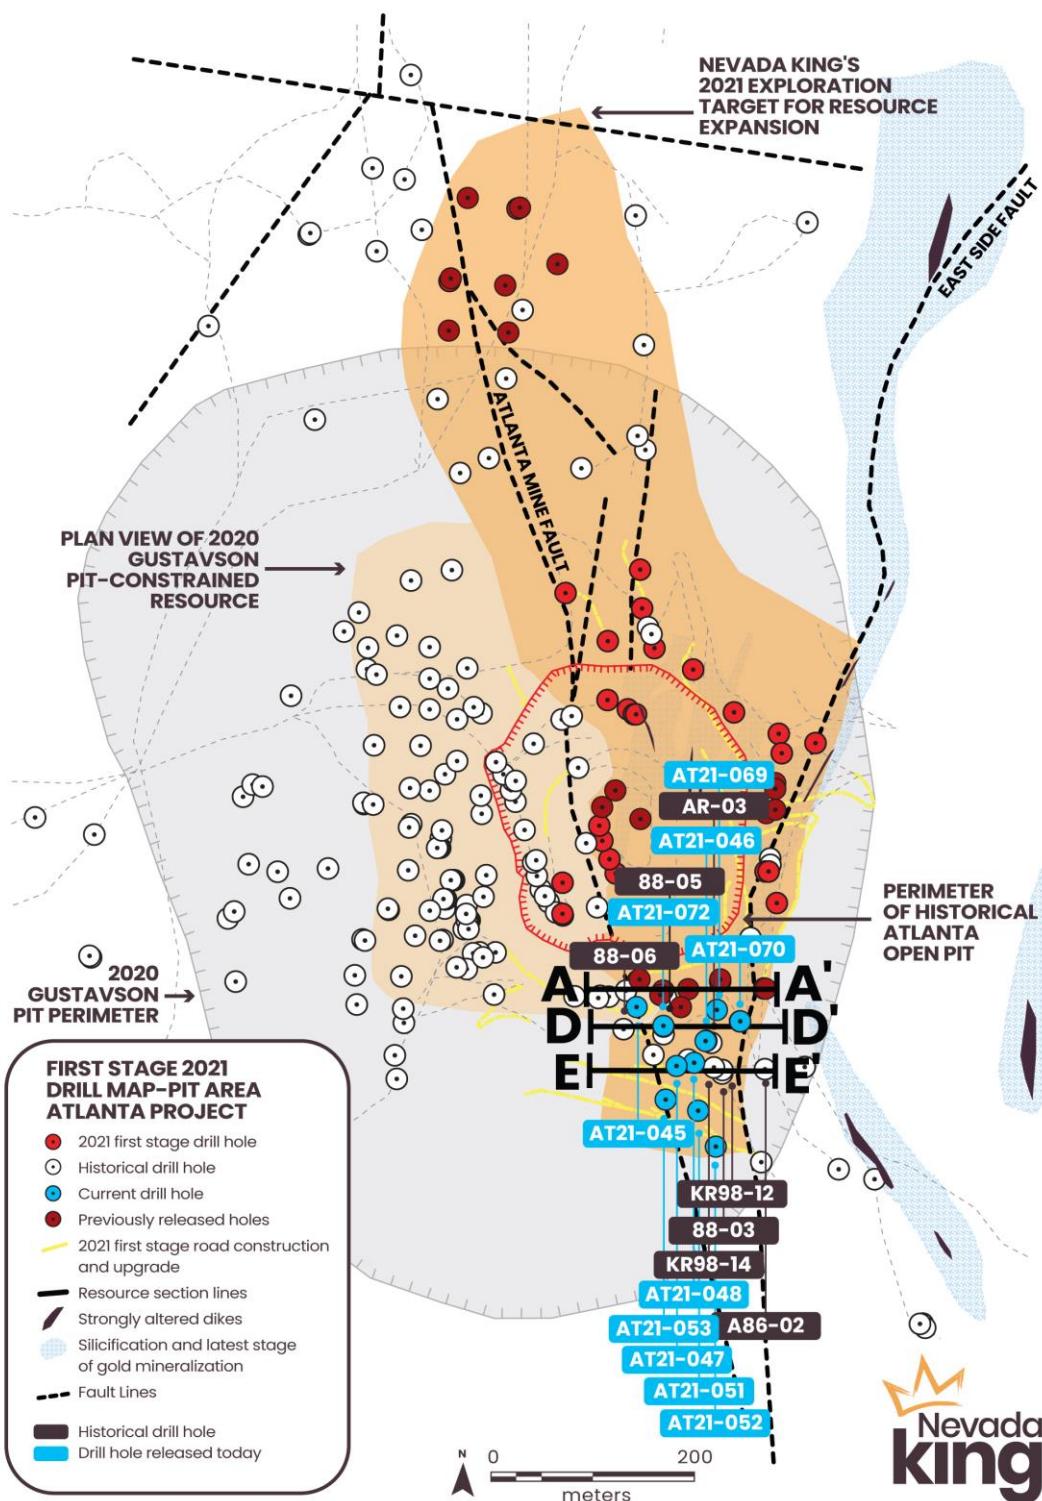 NEVADA KING'S
2021 EXPLORATION
TARGET FOR RESOURCE
EXPANSION
EAST SIDE FAULT
ATLANTA MINE FAULT
PLAN VIEW OF 2020
GUSTAVSON
PIT-CONSTRAINED
RESOURCE
AT21-069
AR-03
AT21-046
88-05
AT21-072
PERIMETER
OF HISTORICAL
ATLANTA
OPEN PIT
88-06
AT21-070
2020
GUSTAVSON
PIT PERIMETER
A A'
D D'
E E'
AT21-045
KR98-12
88-03
KR98-14
AT21-048
AT21-053
A86-02
AT21-047
AT21-051
AT21-052
FIRST STAGE 2021
DRILL MAP-PIT AREA
ATLANTA PROJECT
2021 first stage drill hole
Historical drill hole
Current drill hole
Previously released holes
2021 first stage road construction
and upgrade
Resource section lines
Strongly altered dikes
Silicification and latest stage
of gold mineralization
Fault Lines
Historical drill hole
Drill hole released today
N
0 200
meters
Nevada
king